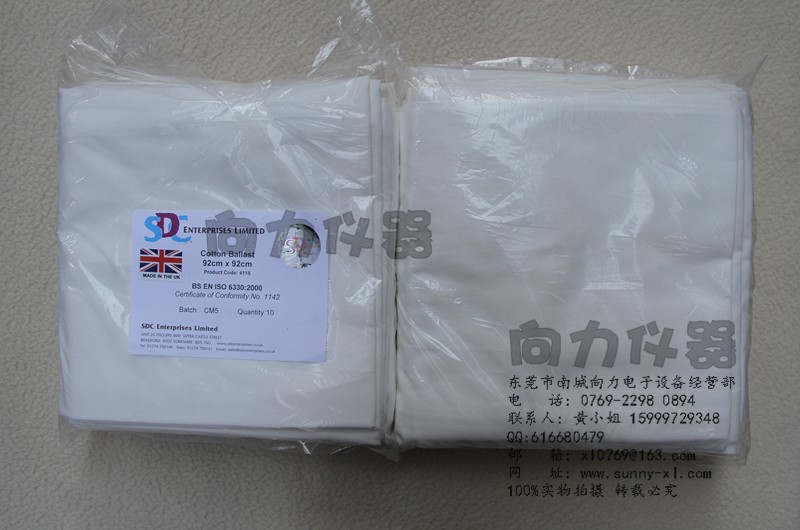 SDC ENTERPRISES LIMITED
Cotton Ballast
92cm x 92cm
Product Code: 4115
MADE IN THE UK
BS EN ISO 6330:2000
Certificate of Conformity No. 1142
Batch CM5 Quantity 10
SDC Enterprises Limited
向力仪器
SDC
向力仪器
东莞市南城向力电子设备经营部
电 话: 0769-2298 0894
联系人: 黄小姐 15999729348
QQ:616680479
邮 箱: xl0769@163.com
网 址: www.sunny-xl.com
100%实物拍摄 转载必究